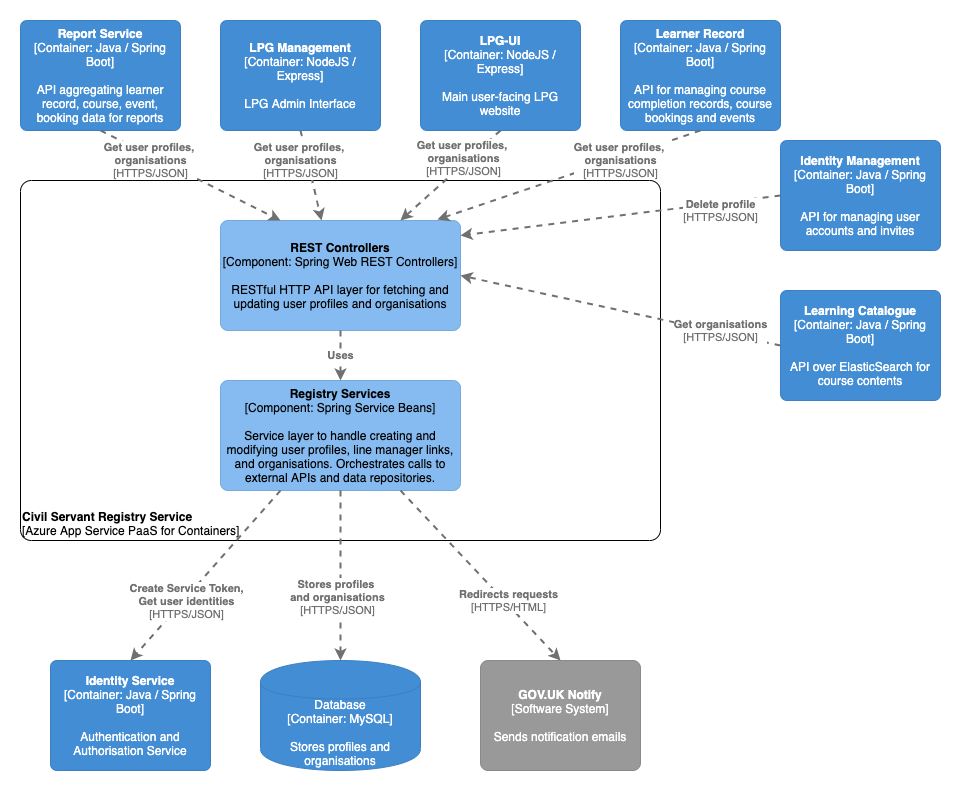 Report Service
[Container: Java / Spring
Boot]
API aggregating learner
record, course, event,
booking data for reports
LPG Management
[Container: NodeJS /
Express]
LPG Admin Interface
LPG-UI
[Container: NodeJS /
Express]
Main user-facing LPG
website
Learner Record
[Container: Java / Spring
Boot]
API for managing course
completion records, course
bookings and events
Get user profiles,
organisations
[HTTPS/JSON]
Get user profiles,
organisations
[HTTPS/JSON]
Get user profiles,
organisations
[HTTPS/JSON]
Get user profiles,
organisations
[HTTPS/JSON]
Identity Management
[Container: Java / Spring
Boot]
API for managing user
accounts and invites
Delete profile
[HTTPS/JSON]
REST Controllers
[Component: Spring Web REST Controllers]
RESTful HTTP API layer for fetching and
updating user profiles and organisations
Learning Catalogue
[Container: Java / Spring
Boot]
API over ElasticSearch for
course contents
Get organisations
[HTTPS/JSON]
Uses
Registry Services
[Component: Spring Service Beans]
Service layer to handle creating and
modifying user profiles, line manager links,
and organisations. Orchestrates calls to
external APIs and data repositories.
Civil Servant Registry Service
[Azure App Service PaaS for Containers]
Create Service Token,
Get user identities
[HTTPS/JSON]
Stores profiles
and organisations
[HTTPS/JSON]
Redirects requests
[HTTPS/HTML]
Identity Service
[Container: Java / Spring
Boot]
Authentication and
Authorisation Service
Database
[Container: MySQL]
Stores profiles and
organisations
GOV.UK Notify
[Software System]
Sends notification emails